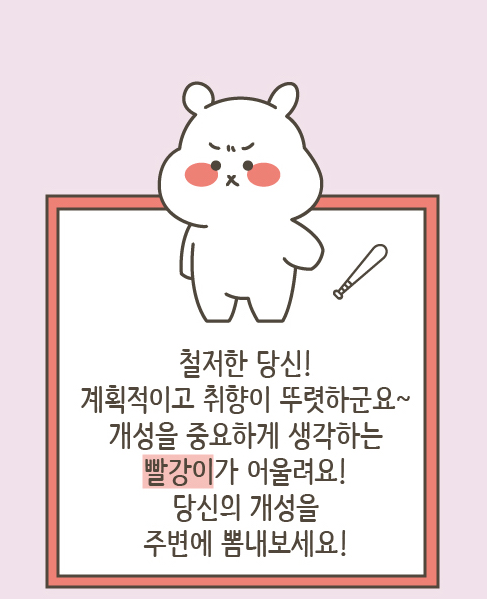 철저한 당신!
계획적이고 취향이 뚜렷하군요~
개성을 중요하게 생각하는
빨강이가 어울려요!
당신의 개성을
주변에 뽐내보세요!